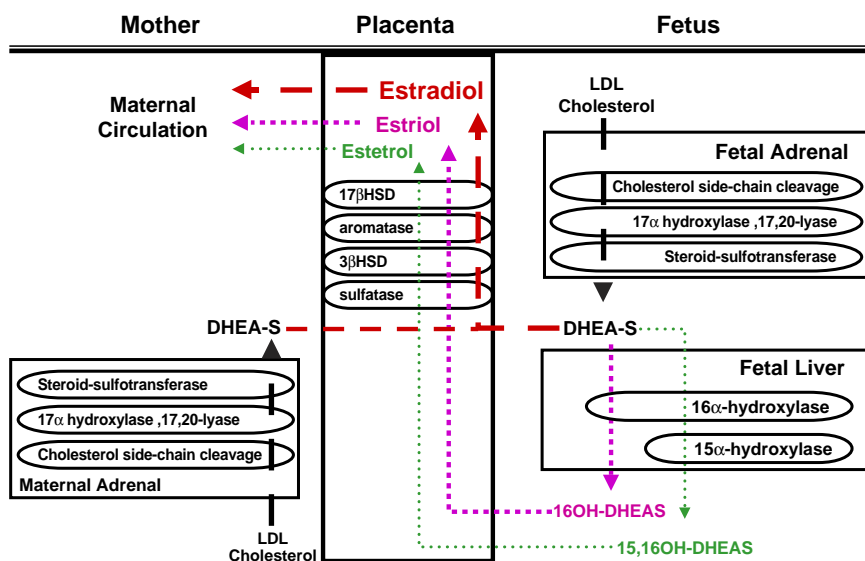 Mother
Placenta
Fetus
Maternal
Circulation
Estradiol
Estriol
Estetrol
17βHSD
aromatase
3βHSD
sulfatase
LDL
Cholesterol
Fetal Adrenal
Cholesterol side-chain cleavage
17α hydroxylase ,17,20-lyase
Steroid-sulfotransferase
DHEA-S
DHEA-S
Steroid-sulfotransferase
17α hydroxylase ,17,20-lyase
Cholesterol side-chain cleavage
Maternal Adrenal
LDL
Cholesterol
Fetal Liver
16α-hydroxylase
15α-hydroxylase
16OH-DHEAS
15,16OH-DHEAS